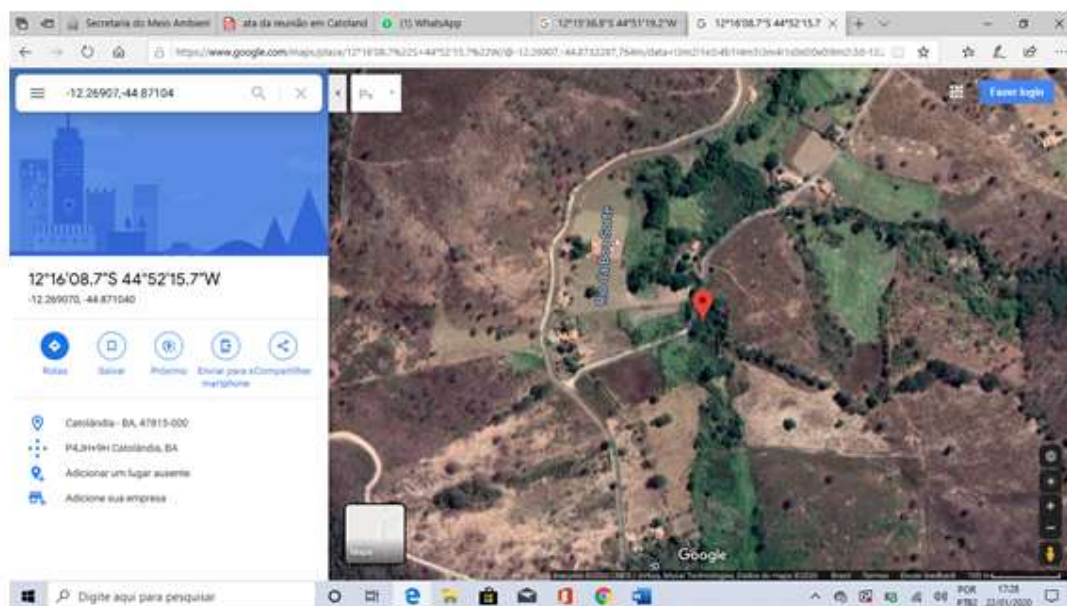 Secretaria do Meio Ambient
ata da reunião em Catoland
(1) WhatsApp
12°15'36.8"S 44°51'19.2"W
12°16'08.7"S 44°52'15.7
-12.26907,-44.87104
Fazer login
12°16'08.7"S 44°52'15.7"W
-12.269070, -44.871040
Rotas
Salvar
Próximo
Enviar para smartphone
Compartilhar
Catolândia - BA, 47815-000
P4JH+9H Catolândia, BA
Adicionar um lugar ausente
Adicione sua empresa
Mapa
Google
Digite aqui para pesquisar
POR
PTB2
17:28
22/01/2020